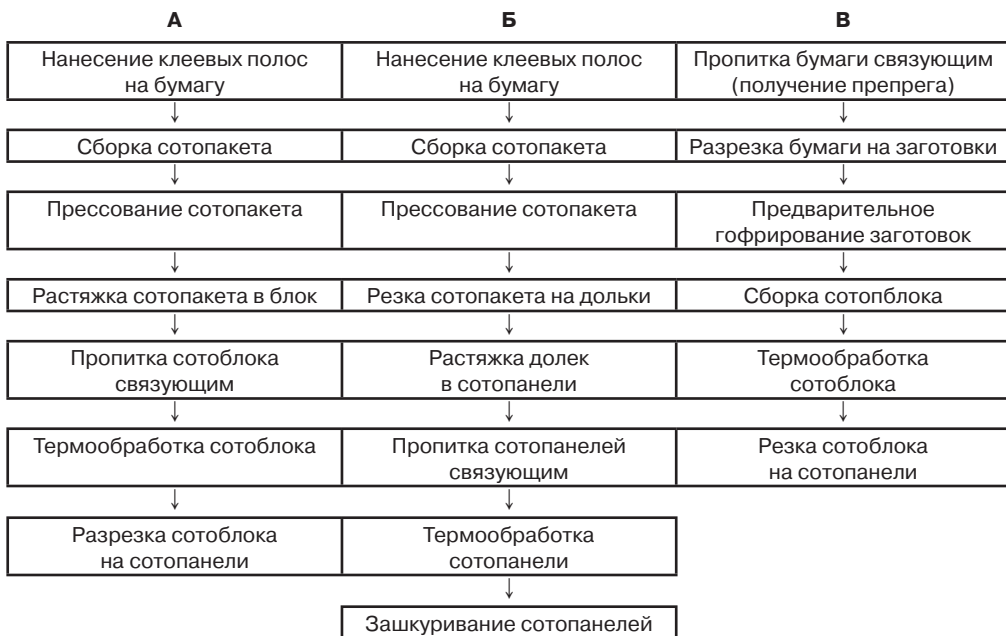 А
Б
В
Нанесение клеевых полос
на бумагу
Нанесение клеевых полос
на бумагу
Пропитка бумаги связующим
(получение препрега)
Сборка сотопакета
Сборка сотопакета
Разрезка бумаги на заготовки
Прессование сотопакета
Прессование сотопакета
Предварительное
гофрирование заготовок
Растяжка сотопакета в блок
Резка сотопакета на дольки
Сборка сотопблока
Пропитка сотоблока
связующим
Растяжка долек
в сотопанели
Термообработка
сотоблока
Термообработка сотоблока
Пропитка сотопанелей
связующим
Резка сотоблока
на сотопанели
Разрезка сотоблока
на сотопанели
Термообработка
сотопанели
Зашкуривание сотопанелей